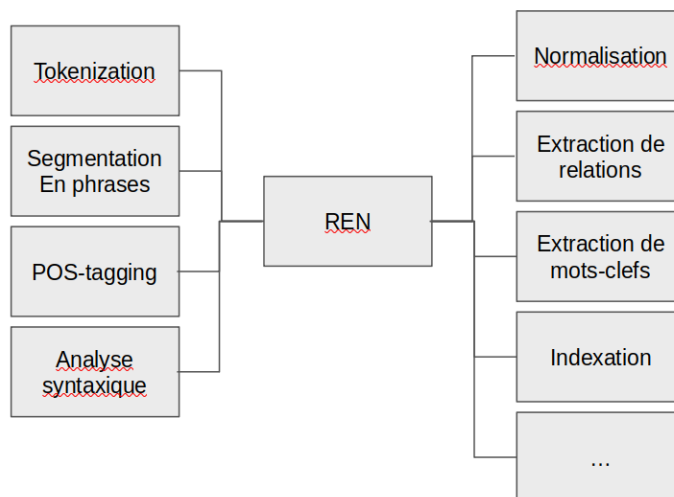 Tokenization
Segmentation
En phrases
POS-tagging
Analyse
syntaxique
REN
Normalisation
Extraction de
relations
Extraction de
mots-clefs
Indexation
...